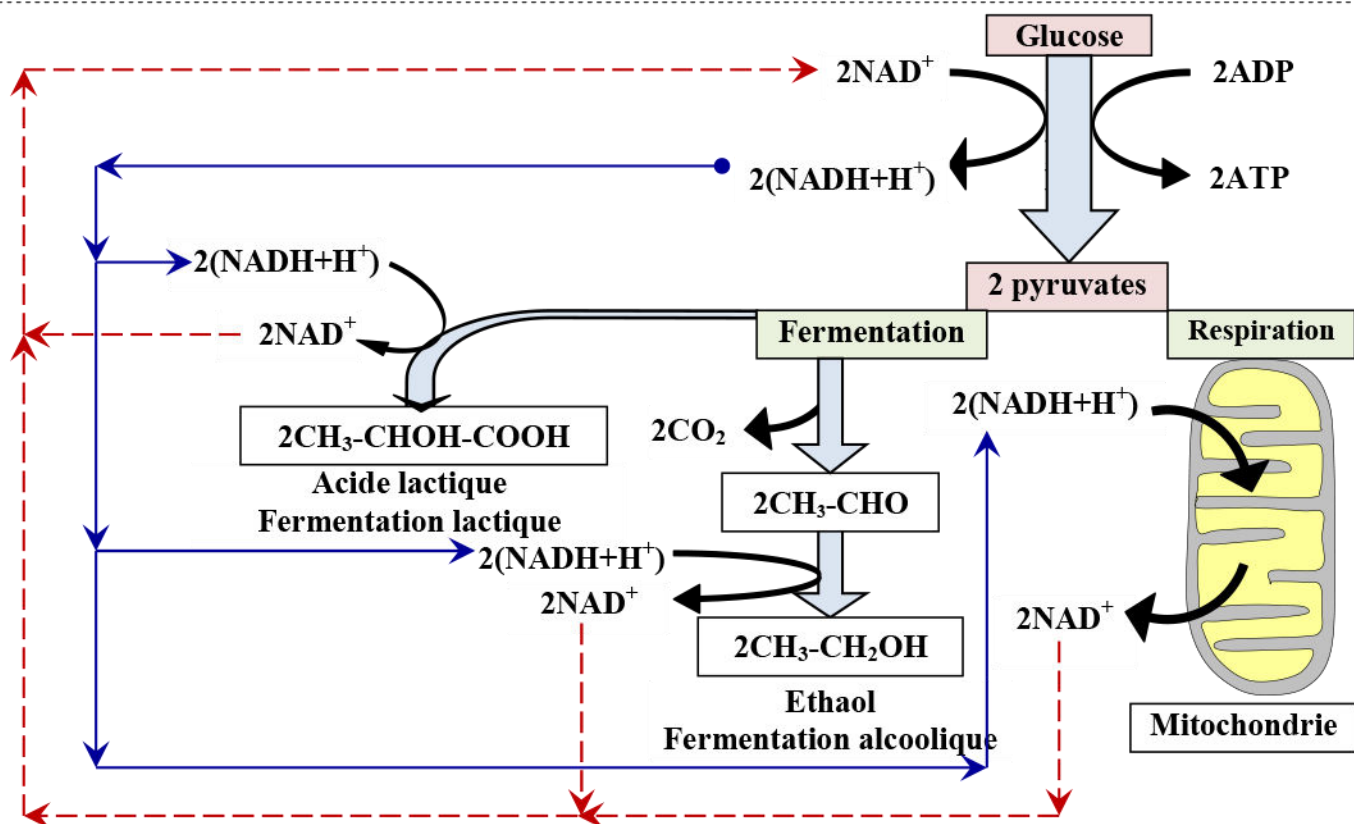 Glucose
2NAD⁺
2ADP
2(NADH+H⁺)
2ATP
2(NADH+H⁺)
2 pyruvates
2NAD⁺
Fermentation
Respiration
2(NADH+H⁺)
2CH₃-CHOH-COOH
2CO₂
Acide lactique
Fermentation lactique
2CH₃-CHO
2(NADH+H⁺)
2NAD⁺
2NAD⁺
2CH₃-CH₂OH
Ethaol
Fermentation alcoolique
Mitochondrie